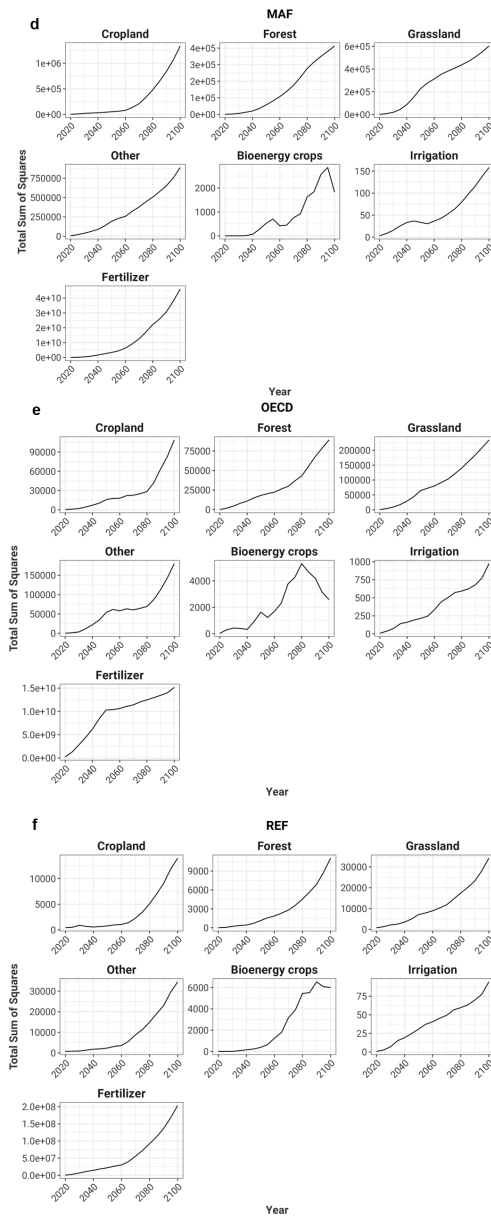 d
MAF
Cropland
Forest
Grassland
1e+06
5e+05
0e+00
4e+05
3e+05
2e+05
1e+05
0e+00
6e+05
4e+05
2e+05
0e+00
2020 2040 2060 2080 2100
2020 2040 2060 2080 2100
2020 2040 2060 2080 2100
Total Sum of Squares
Other
Bioenergy crops
Irrigation
750000
500000
250000
0
2000
1000
0
150
100
50
0
2020 2040 2060 2080 2100
2020 2040 2060 2080 2100
2020 2040 2060 2080 2100
Fertilizer
4e+10
3e+10
2e+10
1e+10
0e+00
2020 2040 2060 2080 2100
Year
e
OECD
Cropland
Forest
Grassland
90000
60000
30000
0
75000
50000
25000
0
200000
150000
100000
50000
0
2020 2040 2060 2080 2100
2020 2040 2060 2080 2100
2020 2040 2060 2080 2100
Total Sum of Squares
Other
Bioenergy crops
Irrigation
150000
100000
50000
0
4000
2000
0
1000
750
500
250
0
2020 2040 2060 2080 2100
2020 2040 2060 2080 2100
2020 2040 2060 2080 2100
Fertilizer
1.5e+10
1.0e+10
5.0e+09
0.0e+00
2020 2040 2060 2080 2100
Year
f
REF
Cropland
Forest
Grassland
10000
5000
0
9000
6000
3000
0
30000
20000
10000
0
2020 2040 2060 2080 2100
2020 2040 2060 2080 2100
2020 2040 2060 2080 2100
Total Sum of Squares
Other
Bioenergy crops
Irrigation
30000
20000
10000
0
6000
4000
2000
0
75
50
25
0
2020 2040 2060 2080 2100
2020 2040 2060 2080 2100
2020 2040 2060 2080 2100
Fertilizer
2.0e+08
1.5e+08
1.0e+08
5.0e+07
0.0e+00
2020 2040 2060 2080 2100
Year